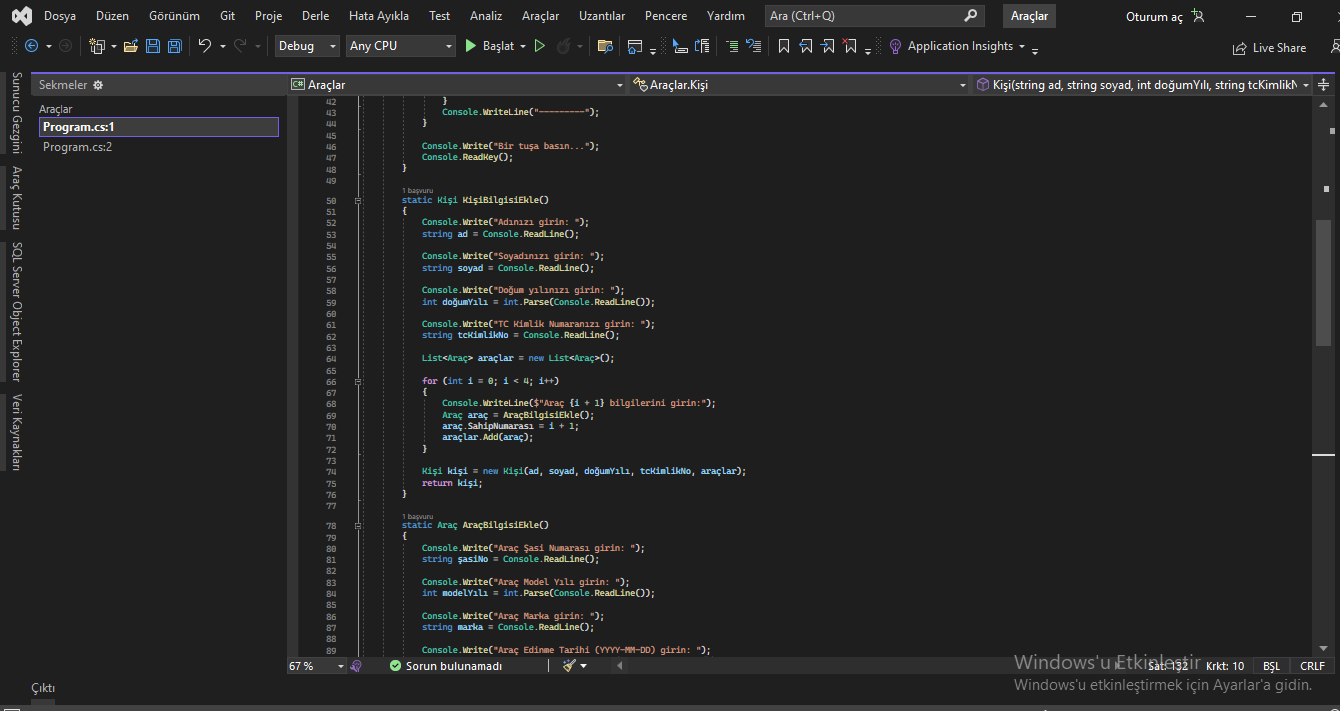 Dosya Düzen Görünüm Git Proje Derle Hata Ayıkla Test Analiz Araçlar Uzantılar Pencere Yardım Ara (Ctrl+Q) Araçlar Oturum aç
Debug Any CPU Başlat Application Insights Live Share
Sunucu Gezgini
Araç Kutusu
SQL Server Object Explorer
Veri Kaynakları
Sekmeler
Araçlar
Program.cs:1
Program.cs:2
Araçlar Araçlar.Kişi Kişi(string ad, string soyad, int doğumYılı, string tcKimlikN
42 }
43 Console.WriteLine("---------");
44 }
45
46 Console.Write("Bir tuşa basın...");
47 Console.ReadKey();
48 }
49
1 başvuru
50 static Kişi KişiBilgisiEkle()
51 {
52 Console.Write("Adınızı girin: ");
53 string ad = Console.ReadLine();
54
55 Console.Write("Soyadınızı girin: ");
56 string soyad = Console.ReadLine();
57
58 Console.Write("Doğum yılınızı girin: ");
59 int doğumYılı = int.Parse(Console.ReadLine());
60
61 Console.Write("TC Kimlik Numaranızı girin: ");
62 string tcKimlikNo = Console.ReadLine();
63
64 List<Araç> araçlar = new List<Araç>();
65
66 for (int i = 0; i < 4; i++)
67 {
68 Console.WriteLine($"Araç {i + 1} bilgilerini girin:");
69 Araç araç = AraçBilgisiEkle();
70 araç.SahipNumarası = i + 1;
71 araçlar.Add(araç);
72 }
73
74 Kişi kişi = new Kişi(ad, soyad, doğumYılı, tcKimlikNo, araçlar);
75 return kişi;
76 }
77
1 başvuru
78 static Araç AraçBilgisiEkle()
79 {
80 Console.Write("Araç Şasi Numarası girin: ");
81 string şasiNo = Console.ReadLine();
82
83 Console.Write("Araç Model Yılı girin: ");
84 int modelYılı = int.Parse(Console.ReadLine());
85
86 Console.Write("Araç Marka girin: ");
87 string marka = Console.ReadLine();
88
89 Console.Write("Araç Edinme Tarihi (YYYY-MM-DD) girin: ");
67 % Sorun bulunamadı Sat: 132 Krkt: 10 BŞL CRLF
Windows'u Etkinleştir
Windows'u etkinleştirmek için Ayarlar'a gidin.
Çıktı